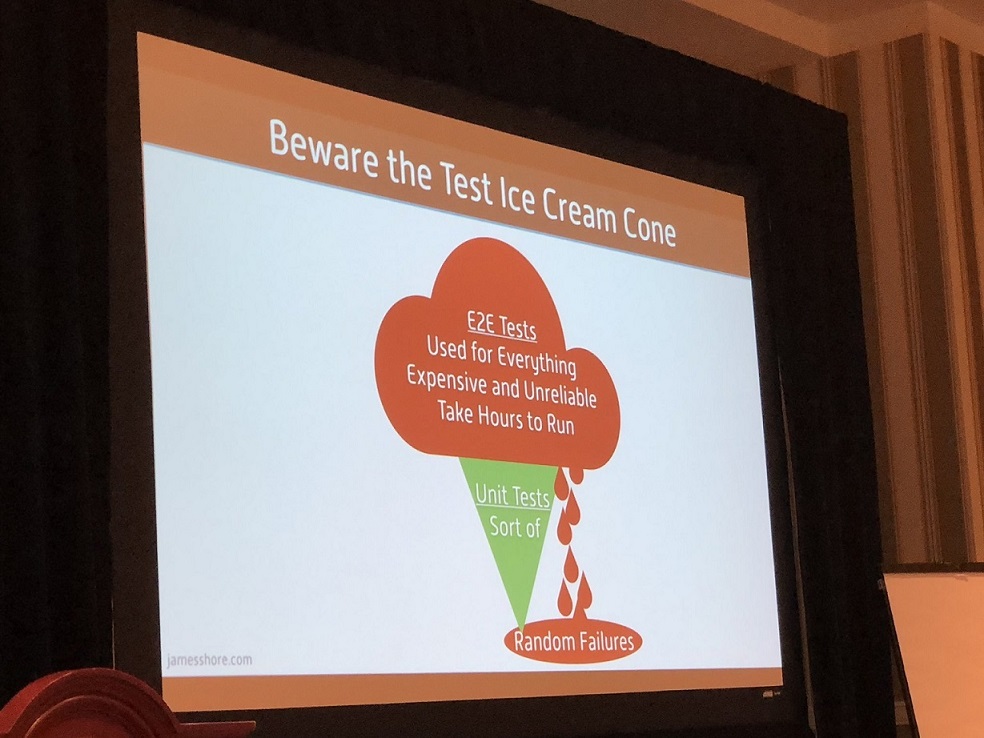 Beware the Test Ice Cream Cone
E2E Tests
Used for Everything
Expensive and Unreliable
Take Hours to Run
Unit Tests
Sort of
Random Failures
jamesshore.com